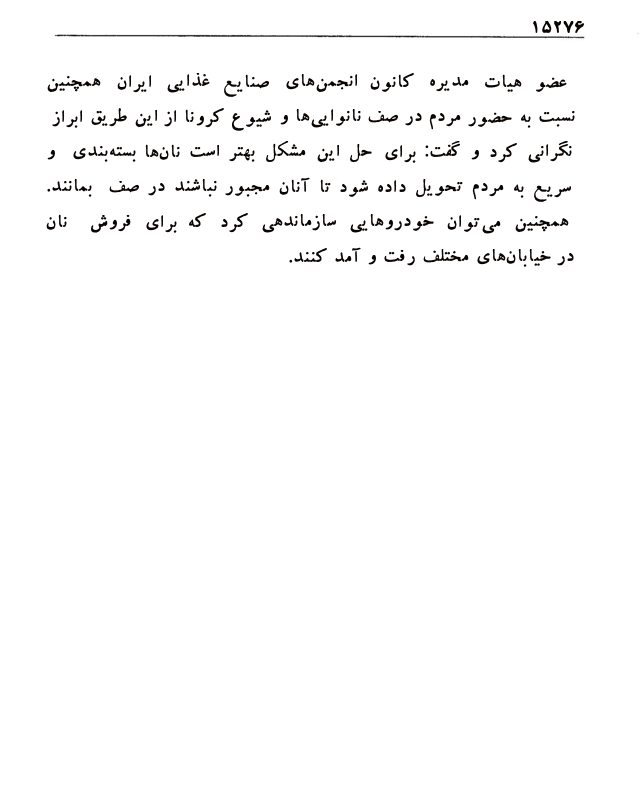 ۱۵۲۷۶
عضو هیات مدیره کانون انجمن‌های صنایع غذایی ایران همچنین
نسبت به حضور مردم در صف نانوایی‌ها و شیوع کرونا از این طریق ابراز
نگرانی کرد و گفت: برای حل این مشکل بهتر است نان‌ها بسته‌بندی و
سریع به مردم تحویل داده شود تا آنان مجبور نباشند در صف بمانند.
همچنین می‌توان خودروهایی سازماندهی کرد که برای فروش نان
در خیابان‌های مختلف رفت و آمد کنند.